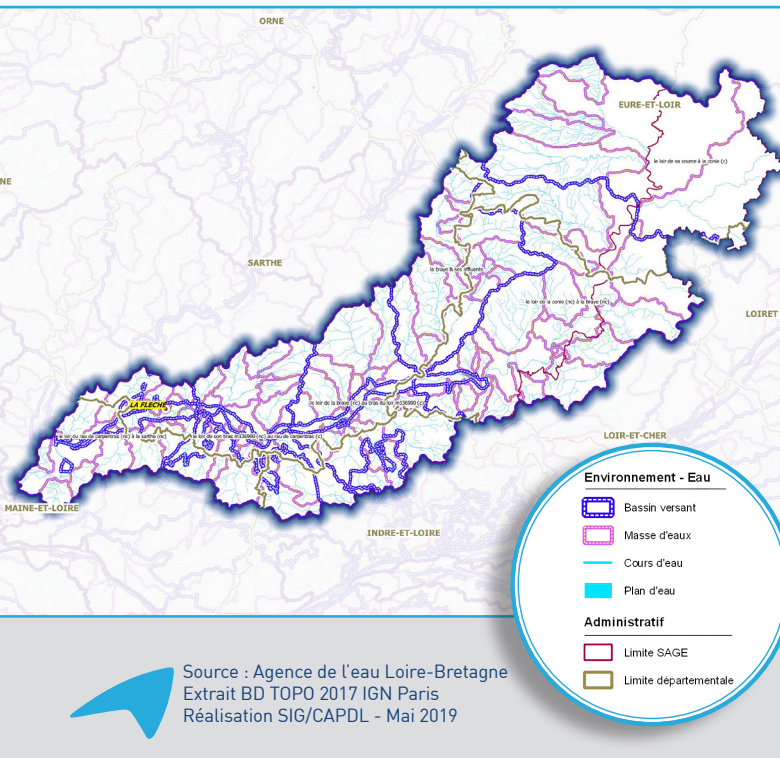 ORNE
EURE-ET-LOIR
le loir de sa source à la conie (c)
NE
SARTHE
la braye & ses affluents
le loir de la conie (nc) à la braye (nc)
LOIRET
LA FLECHE
le loir de la braye (nc) au bras du loir m136900 (c)
le loir du rau de carpentras (nc) à la sarthe (nc)
le loir de son bras m136900 (nc) au rau de carpentras (c)
LOIR-ET-CHER
MAINE-ET-LOIRE
INDRE-ET-LOIRE
Environnement - Eau
Bassin versant
Masse d'eaux
Cours d'eau
Plan d'eau
Administratif
Limite SAGE
Limite départementale
Source : Agence de l'eau Loire-Bretagne
Extrait BD TOPO 2017 IGN Paris
Réalisation SIG/CAPDL - Mai 2019